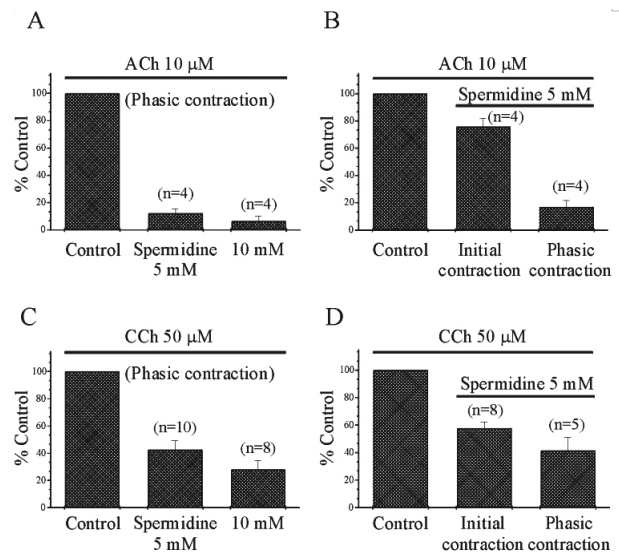 A
ACh 10 μM
(Phasic contraction)
% Control
100
80
60
40
20
0
(n=4)
(n=4)
Control
Spermidine
5 mM
10 mM
B
ACh 10 μM
Spermidine 5 mM
% Control
100
80
60
40
20
0
(n=4)
(n=4)
Control
Initial
contraction
Phasic
contraction
C
CCh 50 μM
(Phasic contraction)
% Control
100
80
60
40
20
0
(n=10)
(n=8)
Control
Spermidine
5 mM
10 mM
D
CCh 50 μM
Spermidine 5 mM
% Control
100
80
60
40
20
0
(n=8)
(n=5)
Control
Initial
contraction
Phasic
contraction